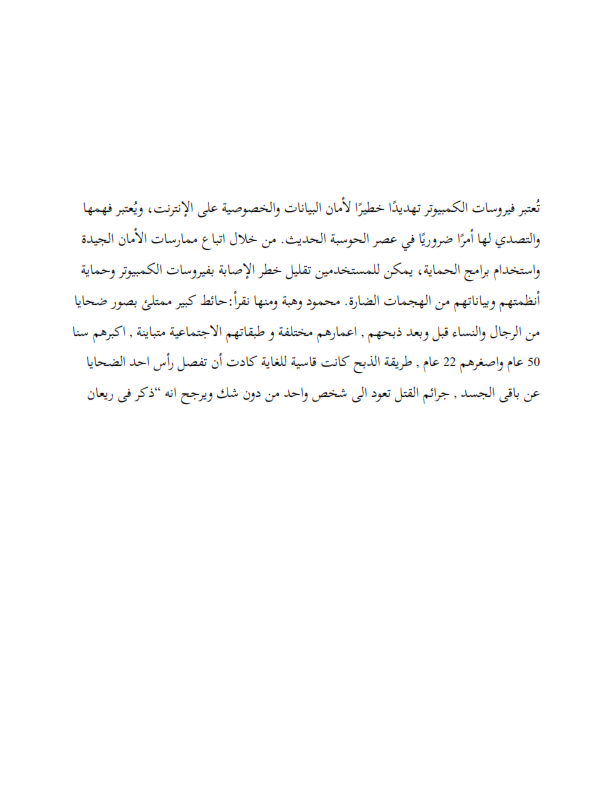 تُعتبر فيروسات الكمبيوتر تهديدًا خطيرًا لأمان البيانات والخصوصية على الإنترنت، ويُعتبر فهمها
والتصدي لها أمرًا ضروريًا في عصر الحوسبة الحديث. من خلال اتباع ممارسات الأمان الجيدة
واستخدام برامج الحماية، يمكن للمستخدمين تقليل خطر الإصابة بفيروسات الكمبيوتر وحماية
أنظمتهم وبياناتهم من الهجمات الضارة. محمود وهبة ومنها نقرأ:حائط كبير ممتلئ بصور ضحايا
من الرجال والنساء قبل وبعد ذبحهم , اعمارهم مختلفة و طبقاتهم الاجتماعية متباينة , اكبرهم سنا
50 عام واصغرهم 22 عام , طريقة الذبح كانت قاسية للغاية كادت أن تفصل رأس احد الضحايا
عن باقى الجسد , جرائم القتل تعود الى شخص واحد من دون شك ويرجح انه “ذكر فى ريعان